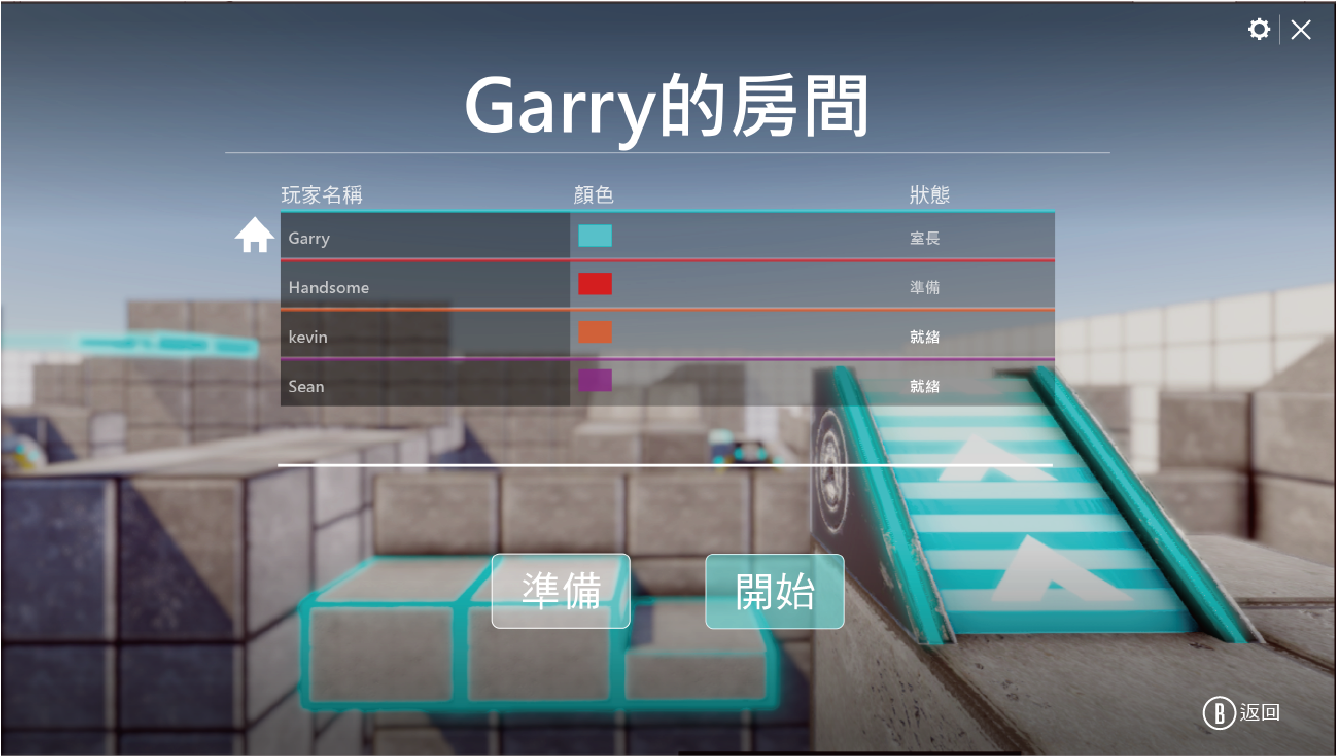 Garry的房間
玩家名稱 顏色 狀態
Garry 室長
Handsome 準備
kevin 就緒
Sean 就緒
準備 開始
B 返回